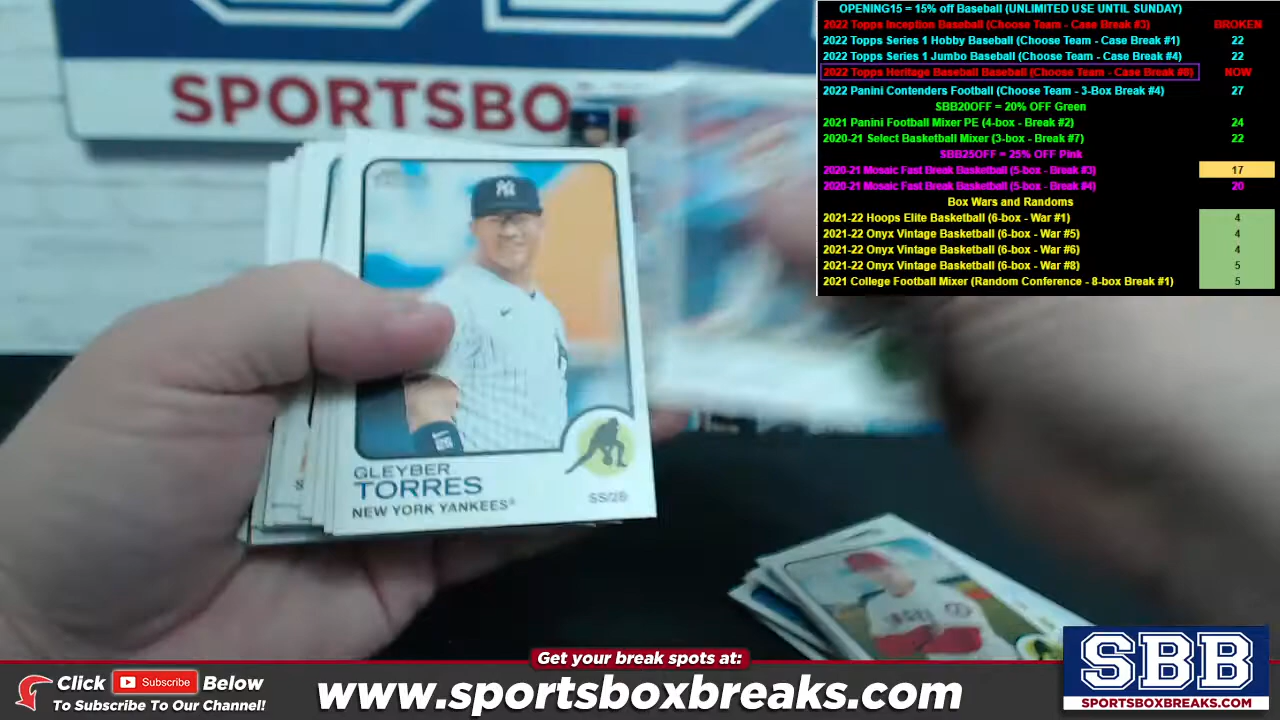 OPENING15 = 15% off Baseball (UNLIMITED USE UNTIL SUNDAY)
2022 Topps Inception Baseball (Choose Team - Case Break #3) BROKEN
2022 Topps Series 1 Hobby Baseball (Choose Team - Case Break #1) 22
2022 Topps Series 1 Jumbo Baseball (Choose Team - Case Break #4) 22
2022 Topps Heritage Baseball Baseball (Choose Team - Case Break #8) NOW
2022 Panini Contenders Football (Choose Team - 3-Box Break #4) 27
SBB20OFF = 20% OFF Green
2021 Panini Football Mixer PE (4-box - Break #2) 24
2020-21 Select Basketball Mixer (3-box - Break #7) 22
SBB25OFF = 25% OFF Pink
2020-21 Mosaic Fast Break Basketball (5-box - Break #3) 17
2020-21 Mosaic Fast Break Basketball (5-box - Break #4) 20
Box Wars and Randoms
2021-22 Hoops Elite Basketball (6-box - War #1) 4
2021-22 Onyx Vintage Basketball (6-box - War #5) 4
2021-22 Onyx Vintage Basketball (6-box - War #6) 4
2021-22 Onyx Vintage Basketball (6-box - War #8) 5
2021 College Football Mixer (Random Conference - 8-box Break #1) 5
SPORTSBO
GLEYBER
TORRES
NEW YORK YANKEES®
SS/2B
Get your break spots at:
Click Subscribe Below
To Subscribe To Our Channel!
www.sportsboxbreaks.com
SBB
SPORTSBOXBREAKS.COM